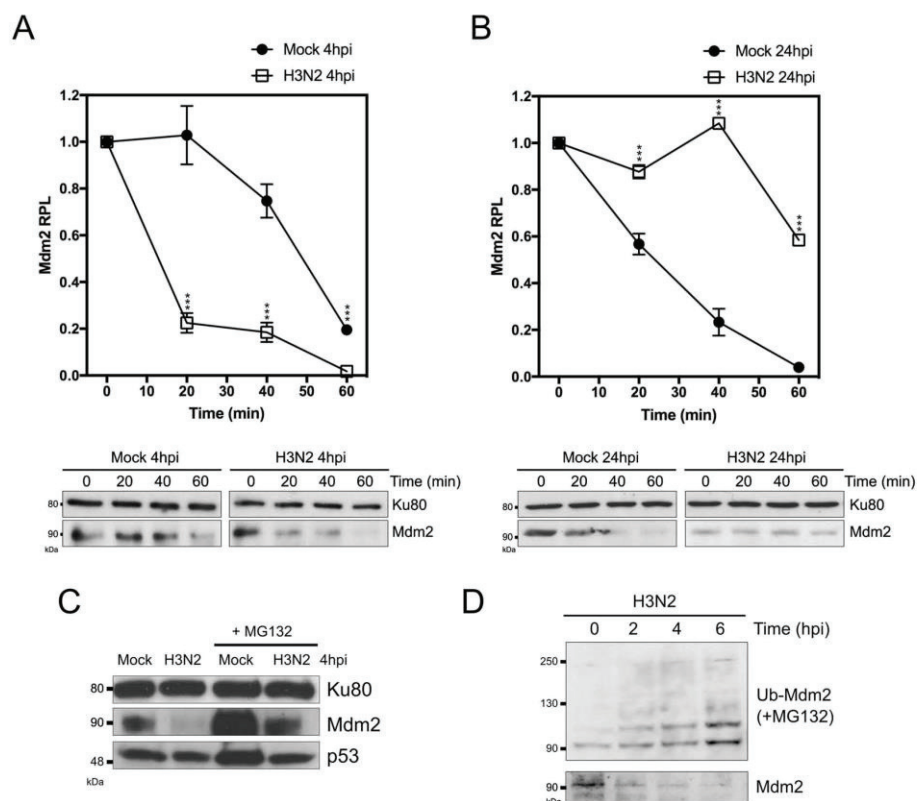 A
Mock 4hpi
H3N2 4hpi
1.2
1.0
0.8
0.6
0.4
0.2
0.0
Mdm2 RPL
***
***
***
0 10 20 30 40 50 60
Time (min)
Mock 4hpi H3N2 4hpi
0 20 40 60 0 20 40 60 Time (min)
80 Ku80
90 Mdm2
kDa
B
Mock 24hpi
H3N2 24hpi
1.2
1.0
0.8
0.6
0.4
0.2
0.0
Mdm2 RPL
***
***
***
0 10 20 30 40 50 60
Time (min)
Mock 24hpi H3N2 24hpi
0 20 40 60 0 20 40 60 Time (min)
80 Ku80
90 Mdm2
kDa
C
+ MG132
Mock H3N2 Mock H3N2 4hpi
80 Ku80
90 Mdm2
48 p53
kDa
D
H3N2
0 2 4 6 Time (hpi)
250
130
90
Ub-Mdm2
(+MG132)
90 Mdm2
kDa